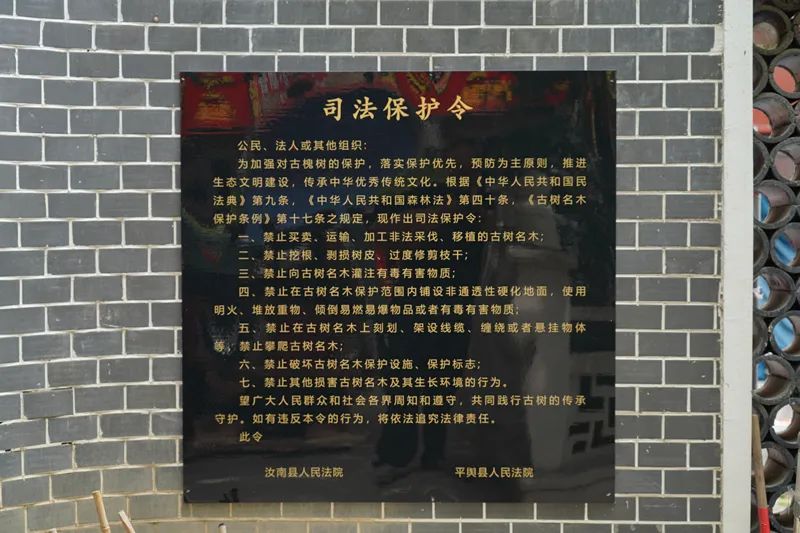 司法保护令
公民、法人或其他组织：
为加强对古槐树的保护，落实保护优先，预防为主原则，推进
生态文明建设，传承中华优秀传统文化。根据《中华人民共和国民
法典》第九条，《中华人民共和国森林法》第四十条，《古树名木
保护条例》第十七条之规定，现作出司法保护令：
一、禁止买卖、运输、加工非法采伐、移植的古树名木；
二、禁止挖根、剥损树皮、过度修剪枝干；
三、禁止向古树名木灌注有毒有害物质；
四、禁止在古树名木保护范围内铺设非通透性硬化地面，使用
明火、堆放重物、倾倒易燃易爆物品或者有毒有害物质；
五、禁止在古树名木上刻划、架设线缆、缠绕或者悬挂物体
等，禁止攀爬古树名木；
六、禁止破坏古树名木保护设施、保护标志；
七、禁止其他损害古树名木及其生长环境的行为。
望广大人民群众和社会各界周知和遵守，共同践行古树的传承
守护。如有违反本令的行为，将依法追究法律责任。
此令
汝南县人民法院 平舆县人民法院